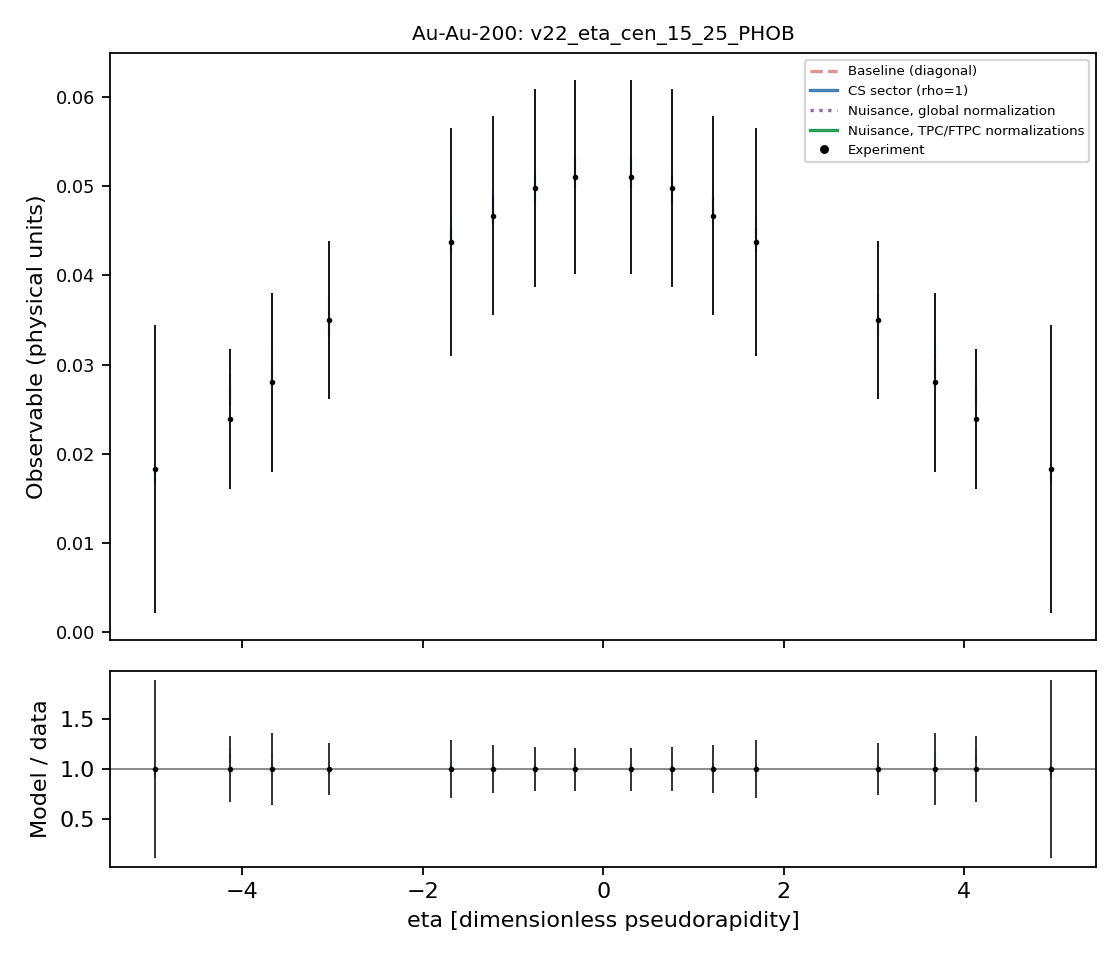 Au-Au-200: v22_eta_cen_15_25_PHOB
Baseline (diagonal)
CS sector (rho=1)
Nuisance, global normalization
Nuisance, TPC/FTPC normalizations
Experiment
Observable (physical units)
0.06
0.05
0.04
0.03
0.02
0.01
0.00
Model / data
1.5
1.0
0.5
−4
−2
0
2
4
eta [dimensionless pseudorapidity]